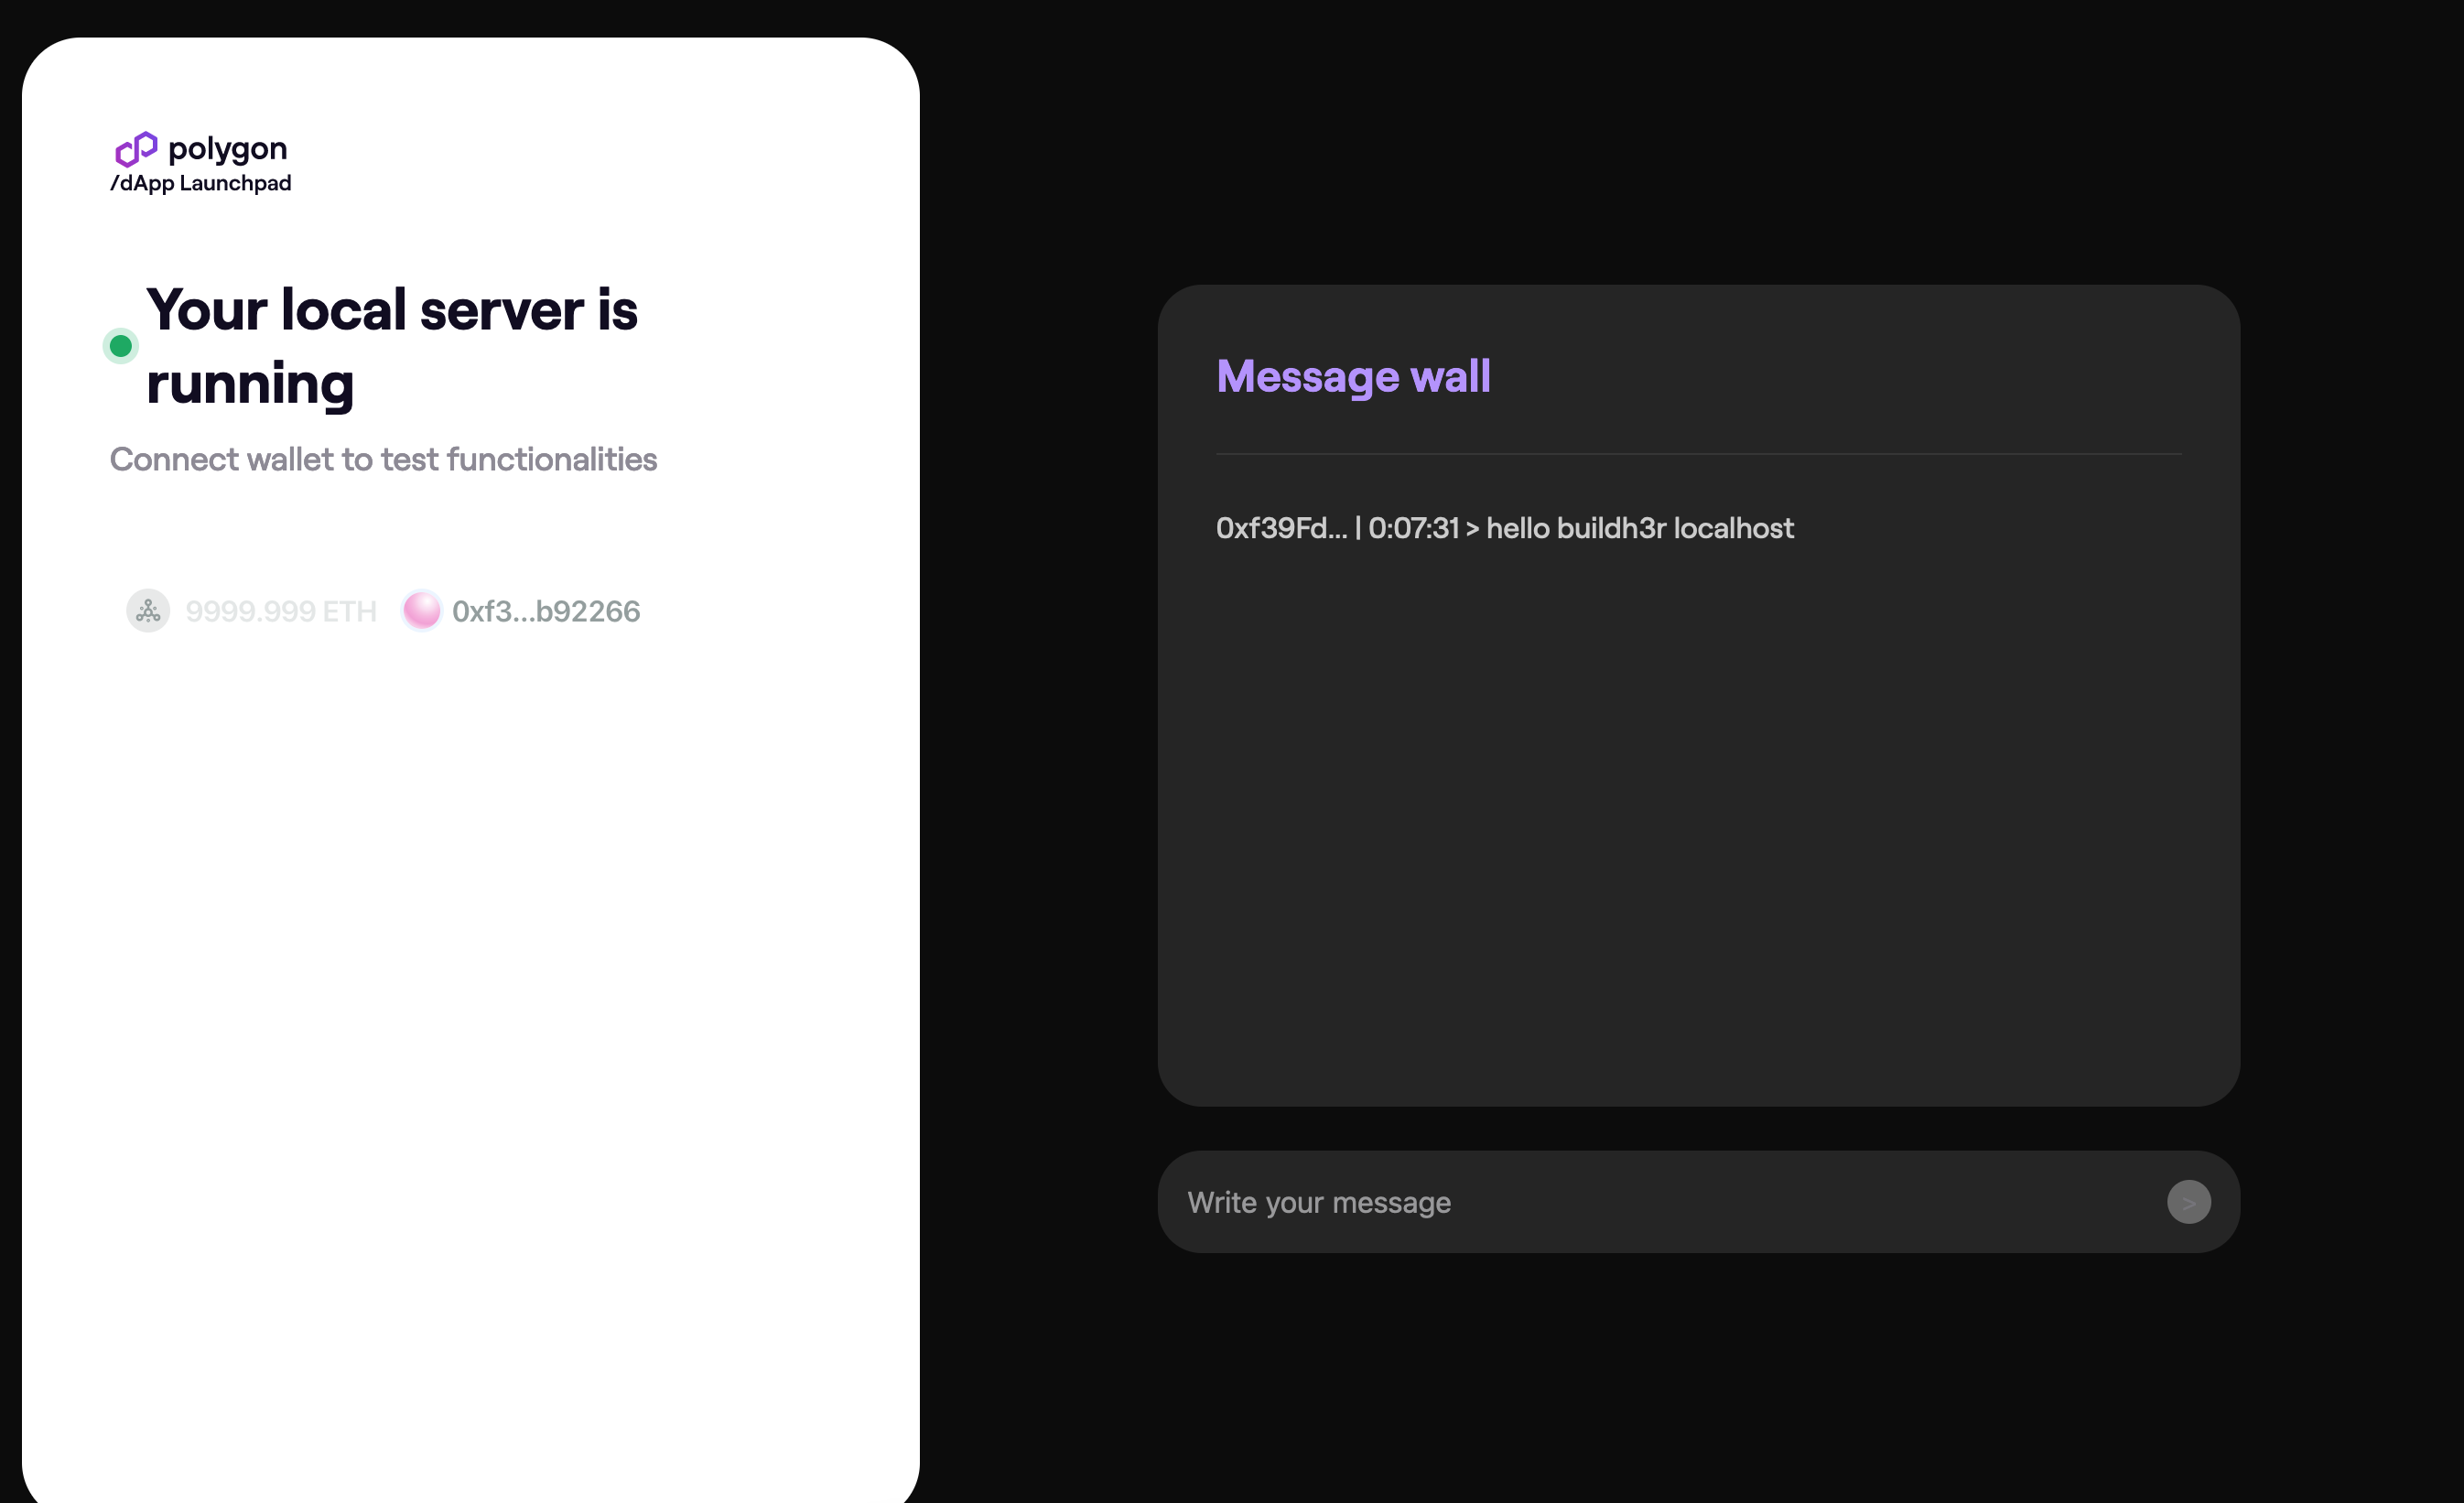 polygon
/dApp Launchpad
Your local server is
running
Connect wallet to test functionalities
9999.999 ETH 0xf3...b92266
Message wall
0xf39Fd... | 0:07:31 > hello buildh3r localhost
Write your message
>